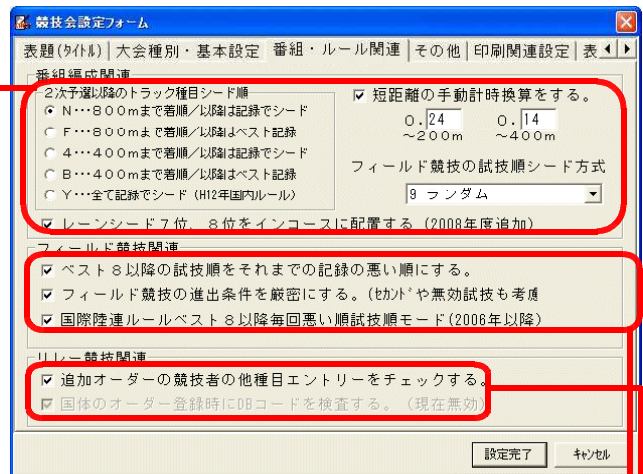 競技会設定フォーム
表題(タイトル) 大会種別・基本設定 番組・ルール関連 その他 印刷関連設定 表
番組編成関連
2次予選以降のトラック種目シード順
N・・・800mまで着順/以降は記録でシード
F・・・800mまで着順/以降はベスト記録
4・・・400mまで着順/以降は記録でシード
B・・・400mまで着順/以降はベスト記録
Y・・・全て記録でシード (H12年国内ルール)
短距離の手動計時換算をする。
0.24 0.14
~200m ~400m
フィールド競技の試技順シード方式
9 ランダム
レーンシード7位、8位をインコースに配置する (2008年度追加)
フィールド競技関連
ベスト8以降の試技順をそれまでの記録の悪い順にする。
フィールド競技の進出条件を厳密にする。(セカンドや無効試技も考慮
国際陸連ルールベスト8以降毎回悪い順試技順モード(2006年以降)
リレー競技関連
追加オーダーの競技者の他種目エントリーをチェックする。
国体のオーダー登録時にDBコードを検査する。 (現在無効)
設定完了 キャンセル